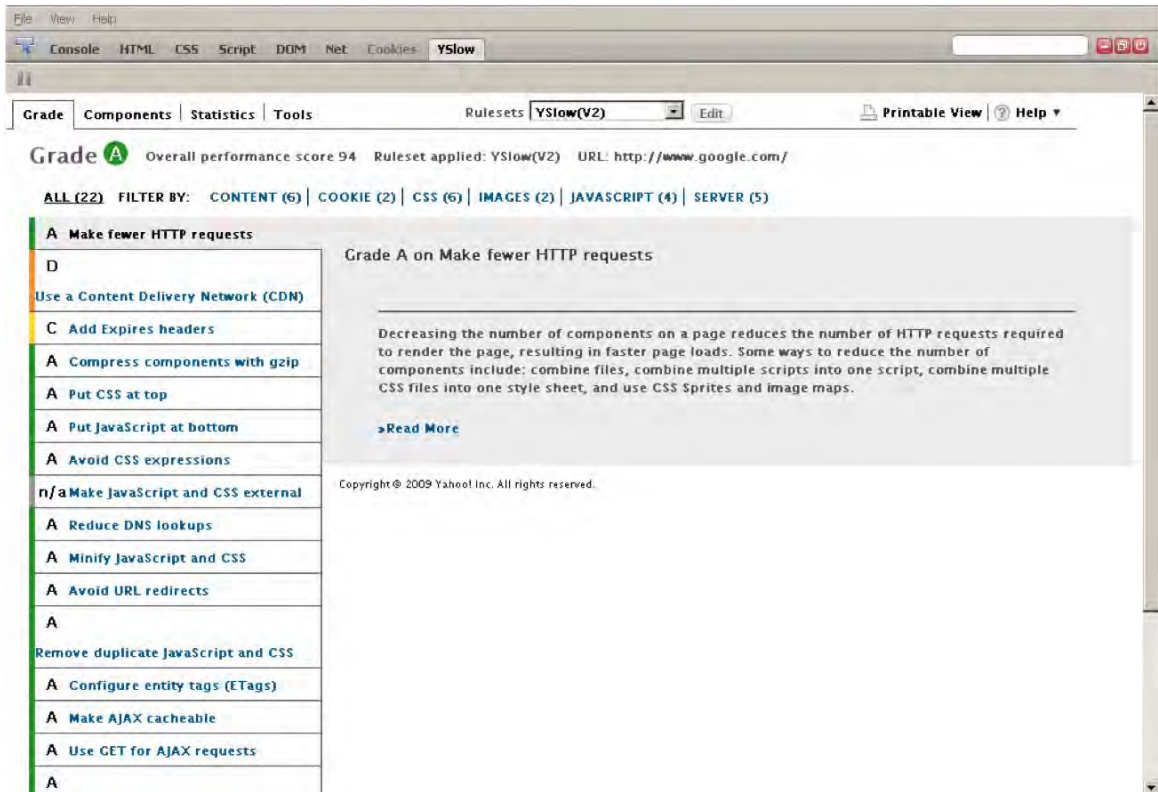 File View Help
Console HTML CSS Script DOM Net Cookies YSlow
Grade Components Statistics Tools Rulesets YSlow(V2) Edit Printable View ? Help
Grade A Overall performance score 94 Ruleset applied: YSlow(V2) URL: http://www.google.com/
ALL (22) FILTER BY: CONTENT (6) COOKIE (2) CSS (6) IMAGES (2) JAVASCRIPT (4) SERVER (5)
A Make fewer HTTP requests
D
Use a Content Delivery Network (CDN)
C Add Expires headers
A Compress components with gzip
A Put CSS at top
A Put JavaScript at bottom
A Avoid CSS expressions
n/a Make JavaScript and CSS external
A Reduce DNS lookups
A Minify JavaScript and CSS
A Avoid URL redirects
A
Remove duplicate JavaScript and CSS
A Configure entity tags (ETags)
A Make AJAX cacheable
A Use GET for AJAX requests
A
Grade A on Make fewer HTTP requests
Decreasing the number of components on a page reduces the number of HTTP requests required
to render the page, resulting in faster page loads. Some ways to reduce the number of
components include: combine files, combine multiple scripts into one script, combine multiple
CSS files into one style sheet, and use CSS Sprites and image maps.
»Read More
Copyright © 2009 Yahoo! Inc. All rights reserved.